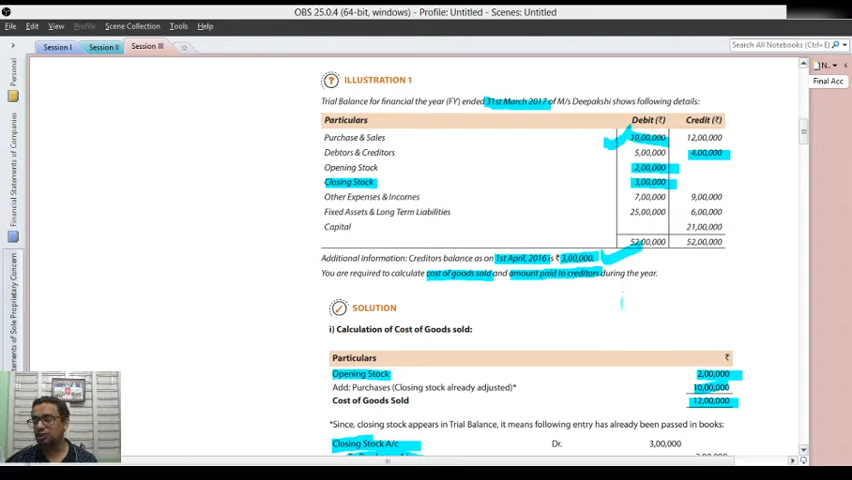 OBS 25.0.4 (64-bit, windows) - Profile: Untitled - Scenes: Untitled
File Edit View Profile Scene Collection Tools Help
Session I Session II Session III
Search All Notebooks (Ctrl+E)
N..
Final Acc
Personal
Financial Statements of Companies
tements of Sole Proprietary Concern
ILLUSTRATION 1
Trial Balance for financial the year (FY) ended 31st March 2017 of M/s Deepakshi shows following details:
Particulars Debit (₹) Credit (₹)
Purchase & Sales 10,00,000 12,00,000
Debtors & Creditors 5,00,000 4,00,000
Opening Stock 2,00,000
Closing Stock 3,00,000
Other Expenses & Incomes 7,00,000 9,00,000
Fixed Assets & Long Term Liabilities 25,00,000 6,00,000
Capital 21,00,000
52,00,000 52,00,000
Additional Information: Creditors balance as on 1st April, 2016 is ₹ 3,00,000.
You are required to calculate cost of goods sold and amount paid to creditors during the year.
SOLUTION
i) Calculation of Cost of Goods sold:
Particulars ₹
Opening Stock 2,00,000
Add: Purchases (Closing stock already adjusted)* 10,00,000
Cost of Goods Sold 12,00,000
*Since, closing stock appears in Trial Balance, it means following entry has already been passed in books:
Closing Stock A/c Dr. 3,00,000